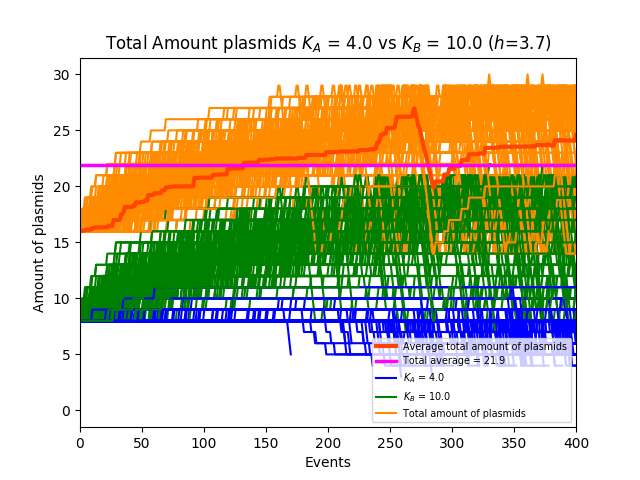 Total Amount plasmids K_A = 4.0 vs K_B = 10.0 (h=3.7)
Amount of plasmids
30
25
20
15
10
5
0
Average total amount of plasmids
Total average = 21.9
K_A = 4.0
K_B = 10.0
Total amount of plasmids
0 50 100 150 200 250 300 350 400
Events